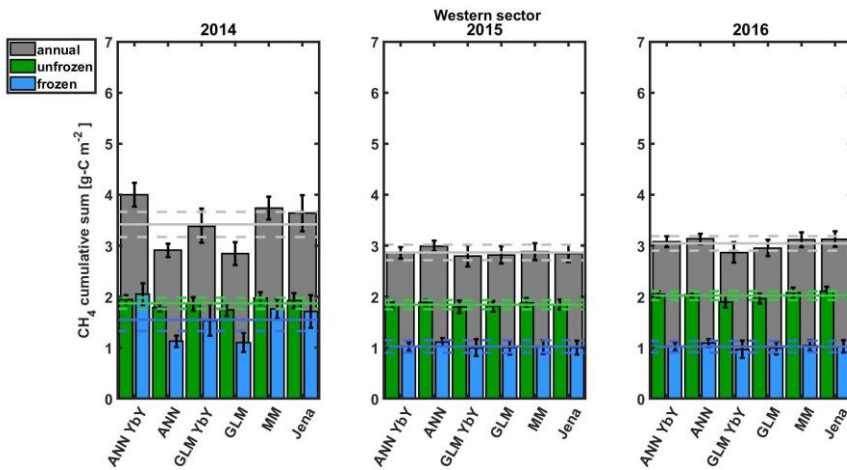 Western sector
annual
unfrozen
frozen
CH4 cumulative sum [g-C m-2]
2014
7
6
5
4
3
2
1
0
ANN YbY
ANN
GLM YbY
GLM
MM
Jena
2015
7
6
5
4
3
2
1
0
ANN YbY
ANN
GLM YbY
GLM
MM
Jena
2016
7
6
5
4
3
2
1
0
ANN YbY
ANN
GLM YbY
GLM
MM
Jena